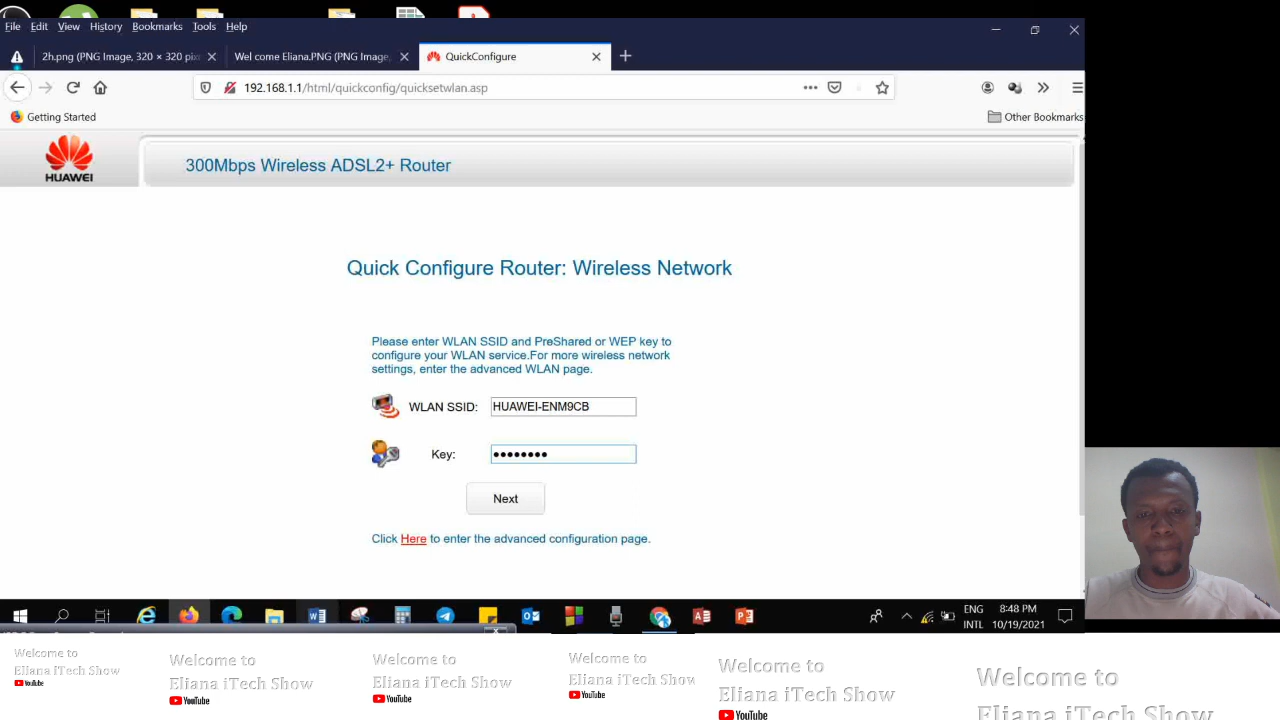 File Edit View History Bookmarks Tools Help
2h.png (PNG Image, 320 × 320 pix
Wel come Eliana.PNG (PNG Image,
QuickConfigure
192.168.1.1/html/quickconfig/quicksetwlan.asp
Getting Started
Other Bookmarks
HUAWEI
300Mbps Wireless ADSL2+ Router
Quick Configure Router: Wireless Network
Please enter WLAN SSID and PreShared or WEP key to
configure your WLAN service.For more wireless network
settings, enter the advanced WLAN page.
WLAN SSID: HUAWEI-ENM9CB
Key: ••••••••
Next
Click Here to enter the advanced configuration page.
ENG 8:48 PM
INTL 10/19/2021
Welcome to
Eliana iTech Show
YouTube
Welcome to
Eliana iTech Show
YouTube
Welcome to
Eliana iTech Show
YouTube
Welcome to
Eliana iTech Show
YouTube
Welcome to
Eliana iTech Show
YouTube
Welcome to
Eliana iTech Show